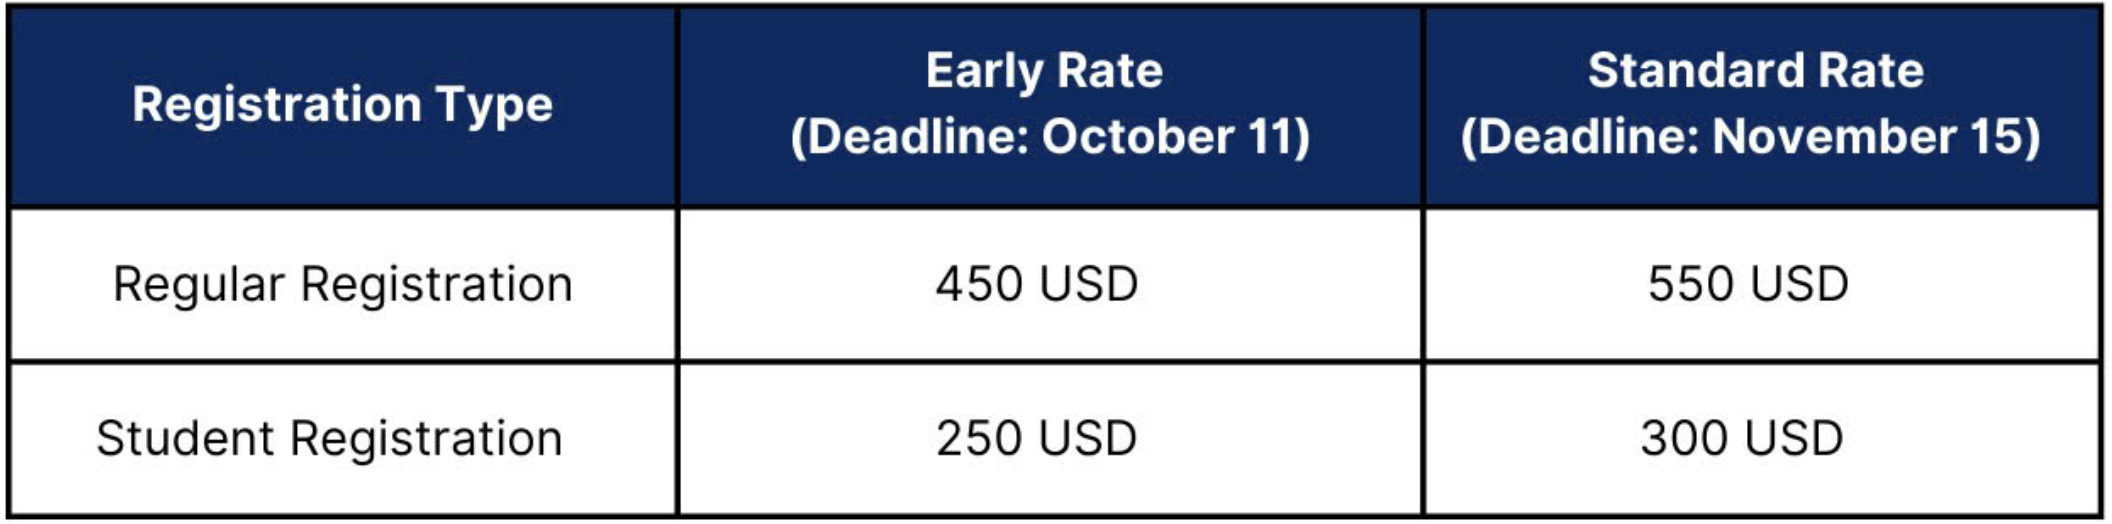 Registration Type
Early Rate
(Deadline: October 11)
Standard Rate
(Deadline: November 15)
Regular Registration
450 USD
550 USD
Student Registration
250 USD
300 USD